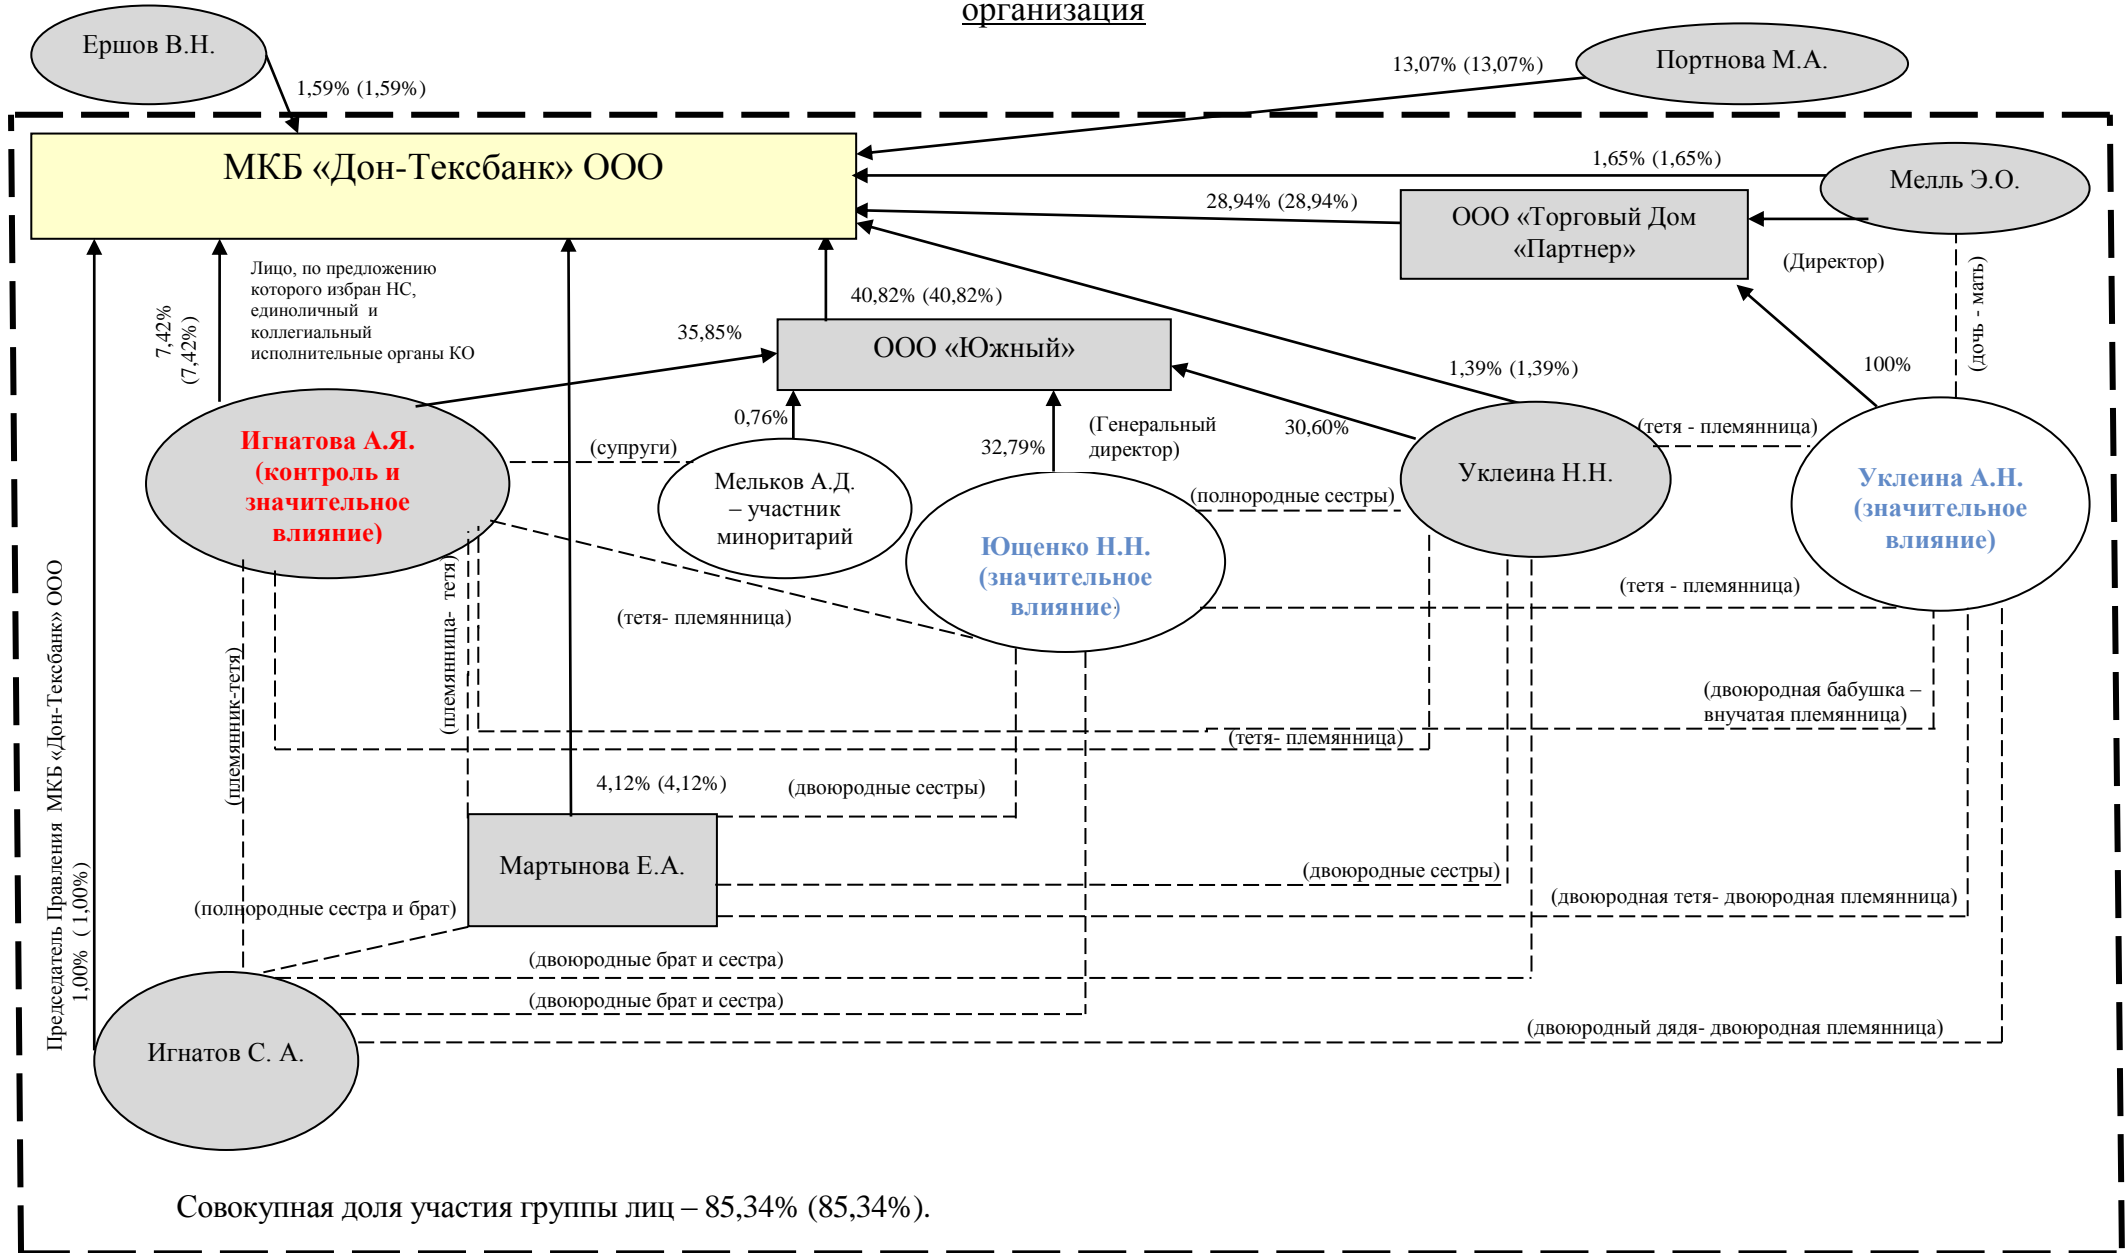 организация
Ершов В.Н.
1,59% (1,59%)
13,07% (13,07%)
Портнова М.А.
МКБ «Дон-Тексбанк» ООО
1,65% (1,65%)
Мелль Э.О.
28,94% (28,94%)
ООО «Торговый Дом
«Партнер»
(Директор)
(дочь - мать)
7,42%
(7,42%)
Лицо, по предложению
которого избран НС,
единоличный и
коллегиальный
исполнительные органы КО
40,82% (40,82%)
35,85%
ООО «Южный»
1,39% (1,39%)
100%
0,76%
32,79%
(Генеральный
директор)
30,60%
Игнатова А.Я.
(контроль и
значительное
влияние)
(супруги)
Мельков А.Д.
– участник
миноритарий
(полнородные сестры)
Уклеина Н.Н.
(тетя - племянница)
Уклеина А.Н.
(значительное
влияние)
Ющенко Н.Н.
(значительное
влияние)
(тетя- племянница)
(тетя - племянница)
(племянник-тетя)
(племянница- тетя)
(двоюродная бабушка –
внучатая племянница)
(тетя- племянница)
Председатель Правления МКБ «Дон-Тексбанк» ООО
1,00% ( 1,00%)
4,12% (4,12%)
(двоюродные сестры)
Мартынова Е.А.
(двоюродные сестры)
(двоюродная тетя- двоюродная племянница)
(полнородные сестра и брат)
(двоюродные брат и сестра)
(двоюродные брат и сестра)
(двоюродный дядя- двоюродная племянница)
Игнатов С. А.
Совокупная доля участия группы лиц – 85,34% (85,34%).